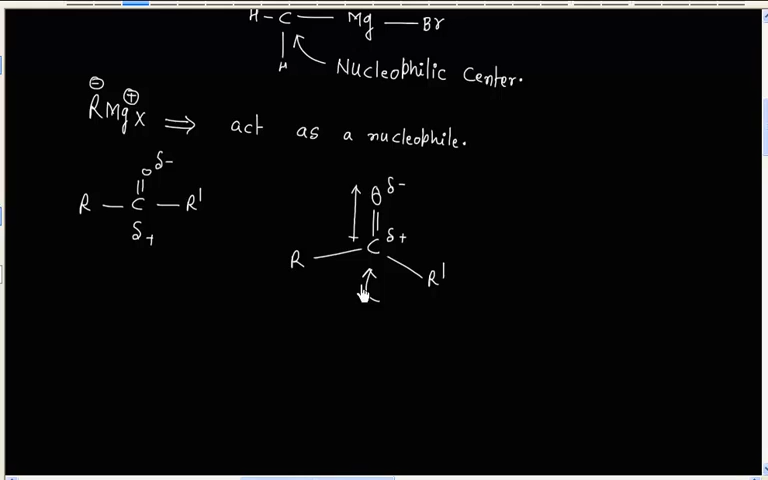 H - C — Mg — Br
H
Nucleophilic Center.
⊖ ⊕
RMgX ⇒ act as a nucleophile.
O δ-
||
R — C — R'
δ+
O δ-
||
C δ+
R
R'